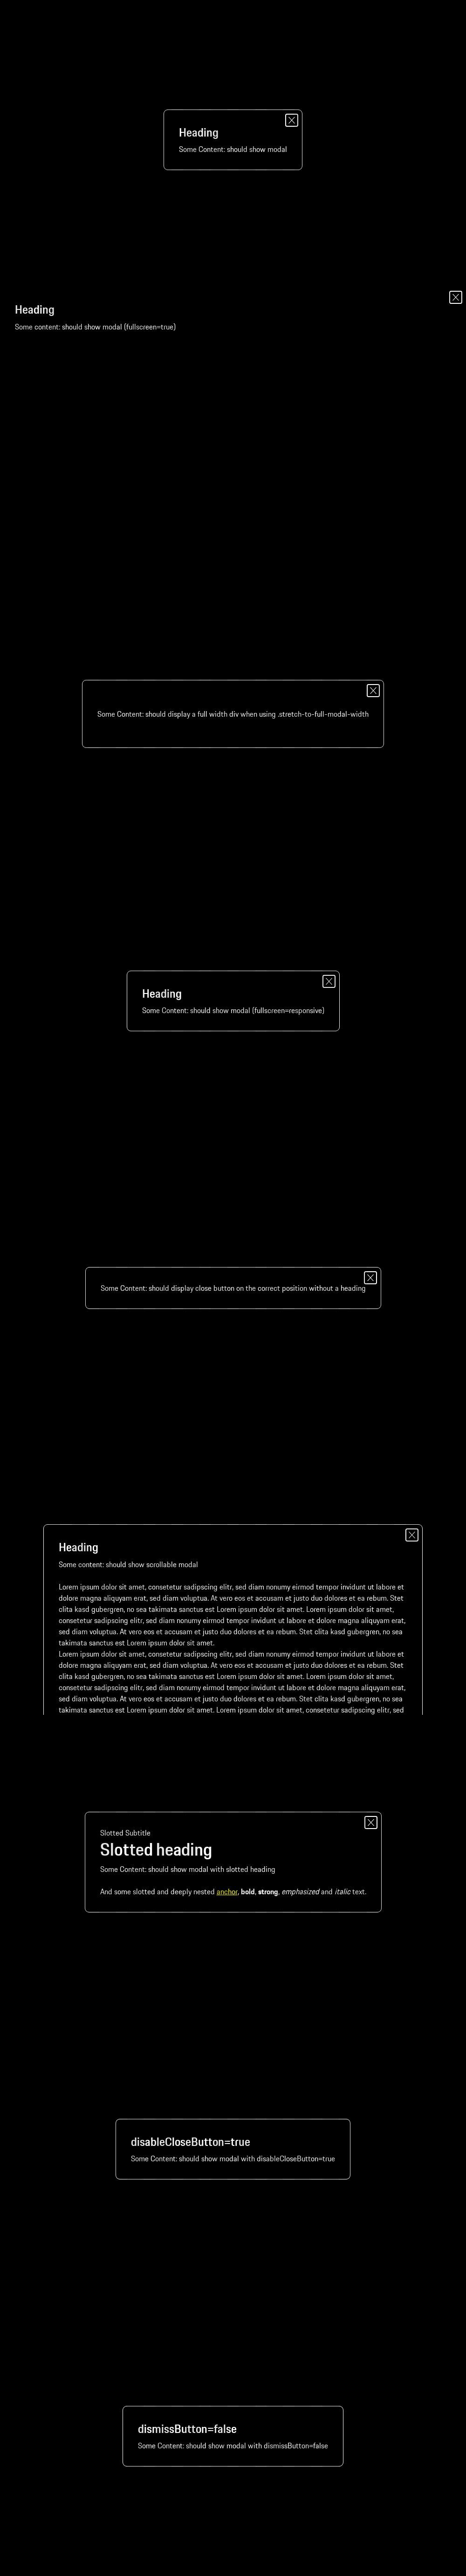 Heading
Some Content: should show modal
Heading
Some content: should show modal (fullscreen=true)
Some Content: should display a full width div when using .stretch-to-full-modal-width
Heading
Some Content: should show modal (fullscreen=responsive)
Some Content: should display close button on the correct position without a heading
Heading
Some content: should show scrollable modal
Lorem ipsum dolor sit amet, consetetur sadipscing elitr, sed diam nonumy eirmod tempor invidunt ut labore et
dolore magna aliquyam erat, sed diam voluptua. At vero eos et accusam et justo duo dolores et ea rebum. Stet
clita kasd gubergren, no sea takimata sanctus est Lorem ipsum dolor sit amet. Lorem ipsum dolor sit amet,
consetetur sadipscing elitr, sed diam nonumy eirmod tempor invidunt ut labore et dolore magna aliquyam erat,
sed diam voluptua. At vero eos et accusam et justo duo dolores et ea rebum. Stet clita kasd gubergren, no sea
takimata sanctus est Lorem ipsum dolor sit amet.
Lorem ipsum dolor sit amet, consetetur sadipscing elitr, sed diam nonumy eirmod tempor invidunt ut labore et
dolore magna aliquyam erat, sed diam voluptua. At vero eos et accusam et justo duo dolores et ea rebum. Stet
clita kasd gubergren, no sea takimata sanctus est Lorem ipsum dolor sit amet. Lorem ipsum dolor sit amet,
consetetur sadipscing elitr, sed diam nonumy eirmod tempor invidunt ut labore et dolore magna aliquyam erat,
sed diam voluptua. At vero eos et accusam et justo duo dolores et ea rebum. Stet clita kasd gubergren, no sea
takimata sanctus est Lorem ipsum dolor sit amet. Lorem ipsum dolor sit amet, consetetur sadipscing elitr, sed
Slotted Subtitle
Slotted heading
Some Content: should show modal with slotted heading
And some slotted and deeply nested anchor, bold, strong, emphasized and italic text.
disableCloseButton=true
Some Content: should show modal with disableCloseButton=true
dismissButton=false
Some Content: should show modal with dismissButton=false